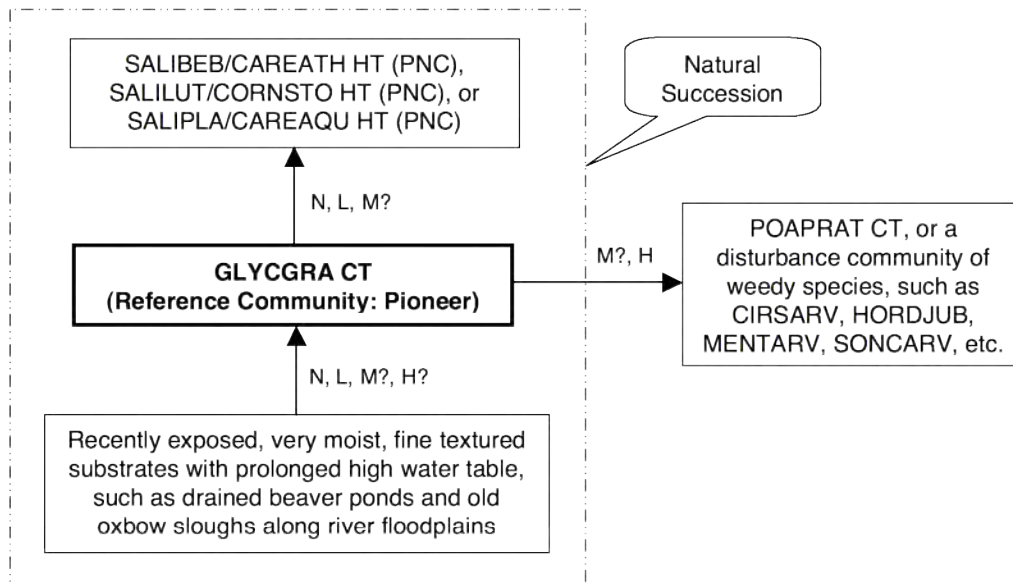 SALIBEB/CAREATH HT (PNC),
SALILUT/CORNSTO HT (PNC), or
SALIPLA/CAREAQU HT (PNC)
Natural
Succession
N, L, M?
GLYCGRA CT
(Reference Community: Pioneer)
M?, H
POAPRAT CT, or a
disturbance community of
weedy species, such as
CIRSARV, HORDJUB,
MENTARV, SONCARV, etc.
N, L, M?, H?
Recently exposed, very moist, fine textured
substrates with prolonged high water table,
such as drained beaver ponds and old
oxbow sloughs along river floodplains